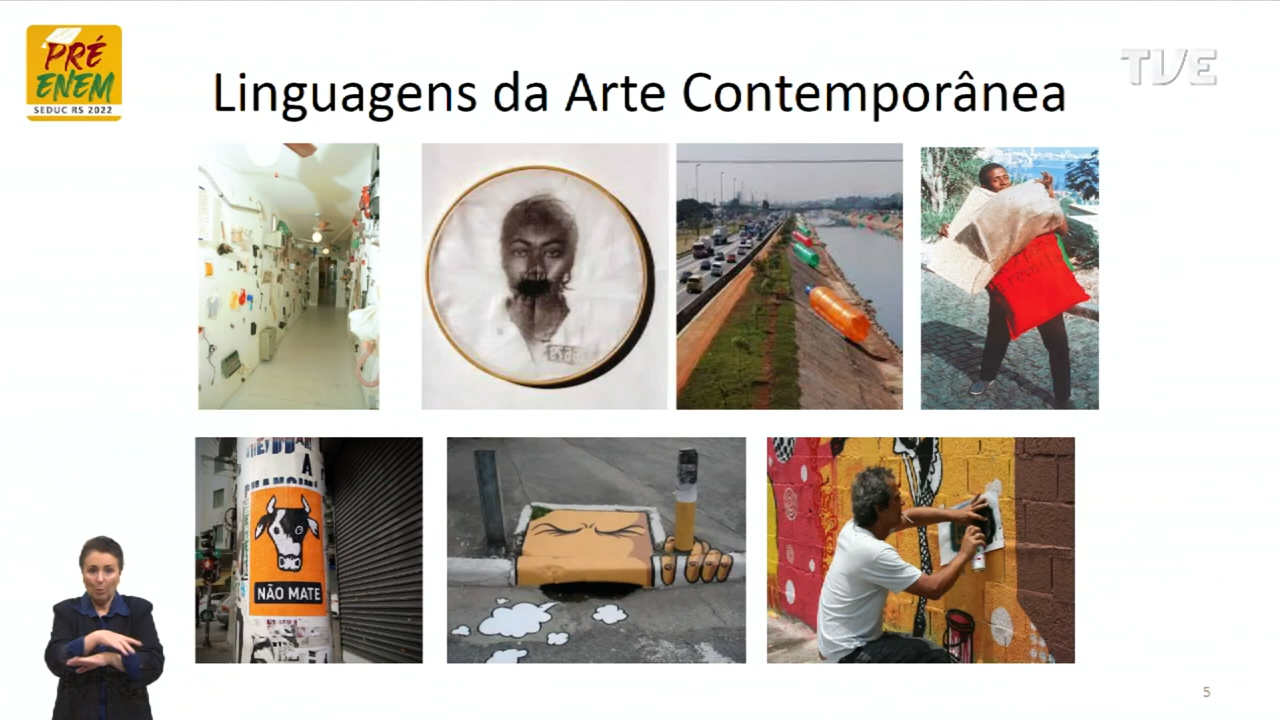 PRÉ
ENEM
SEDUC RS 2022
TVE
Linguagens da Arte Contemporânea
A
NÃO MATE
5